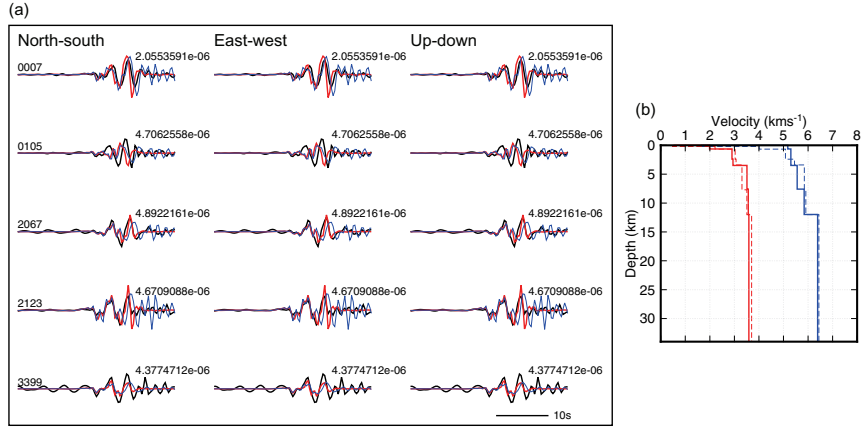 (a)
North-south East-west Up-down
0007 2.0553591e-06 2.0553591e-06 2.0553591e-06
0105 4.7062558e-06 4.7062558e-06 4.7062558e-06
2067 4.8922161e-06 4.8922161e-06 4.8922161e-06
2123 4.6709088e-06 4.6709088e-06 4.6709088e-06
3399 4.3774712e-06 4.3774712e-06 4.3774712e-06
10s
(b)
Velocity (kms⁻¹)
0 1 2 3 4 5 6 7 8
Depth (km)
0
5
10
15
20
25
30